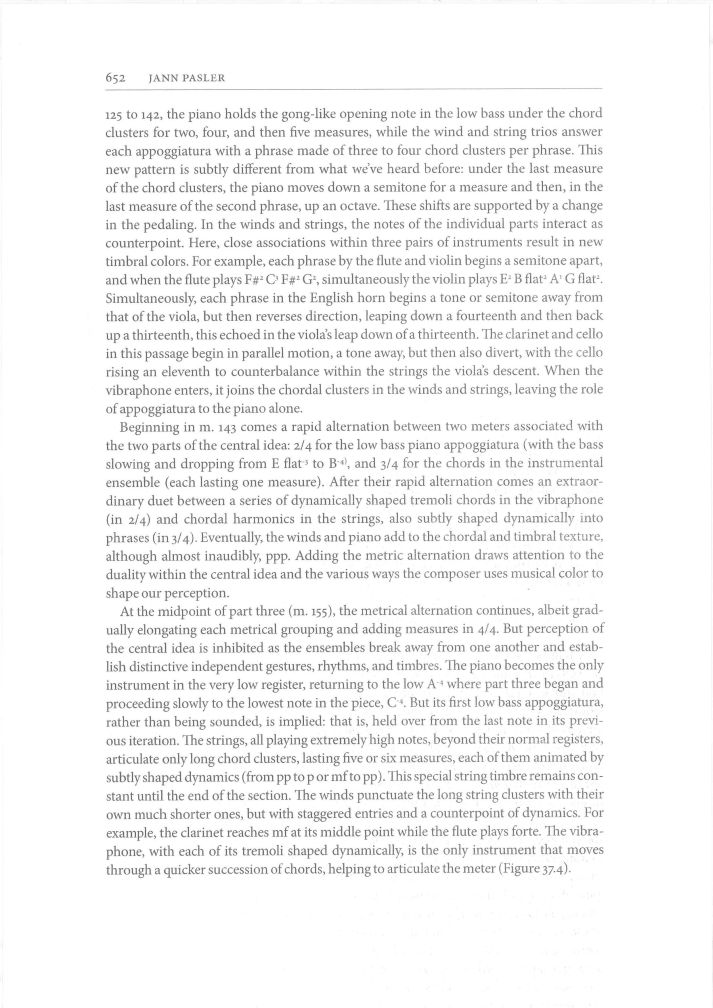 652 JANN PASLER
125 to 142, the piano holds the gong-like opening note in the low bass under the chord
clusters for two, four, and then five measures, while the wind and string trios answer
each appoggiatura with a phrase made of three to four chord clusters per phrase. This
new pattern is subtly different from what we've heard before: under the last measure
of the chord clusters, the piano moves down a semitone for a measure and then, in the
last measure of the second phrase, up an octave. These shifts are supported by a change
in the pedaling. In the winds and strings, the notes of the individual parts interact as
counterpoint. Here, close associations within three pairs of instruments result in new
timbral colors. For example, each phrase by the flute and violin begins a semitone apart,
and when the flute plays F#² C³ F#² G², simultaneously the violin plays E² B flat² A¹ G flat².
Simultaneously, each phrase in the English horn begins a tone or semitone away from
that of the viola, but then reverses direction, leaping down a fourteenth and then back
up a thirteenth, this echoed in the viola's leap down of a thirteenth. The clarinet and cello
in this passage begin in parallel motion, a tone away, but then also divert, with the cello
rising an eleventh to counterbalance within the strings the viola's descent. When the
vibraphone enters, it joins the chordal clusters in the winds and strings, leaving the role
of appoggiatura to the piano alone.
Beginning in m. 143 comes a rapid alternation between two meters associated with
the two parts of the central idea: 2/4 for the low bass piano appoggiatura (with the bass
slowing and dropping from E flat⁻³ to B⁻⁴⁾, and 3/4 for the chords in the instrumental
ensemble (each lasting one measure). After their rapid alternation comes an extraor-
dinary duet between a series of dynamically shaped tremoli chords in the vibraphone
(in 2/4) and chordal harmonics in the strings, also subtly shaped dynamically into
phrases (in 3/4). Eventually, the winds and piano add to the chordal and timbral texture,
although almost inaudibly, ppp. Adding the metric alternation draws attention to the
duality within the central idea and the various ways the composer uses musical color to
shape our perception.
At the midpoint of part three (m. 155), the metrical alternation continues, albeit grad-
ually elongating each metrical grouping and adding measures in 4/4. But perception of
the central idea is inhibited as the ensembles break away from one another and estab-
lish distinctive independent gestures, rhythms, and timbres. The piano becomes the only
instrument in the very low register, returning to the low A⁻⁴ where part three began and
proceeding slowly to the lowest note in the piece, C⁻⁴. But its first low bass appoggiatura,
rather than being sounded, is implied: that is, held over from the last note in its previ-
ous iteration. The strings, all playing extremely high notes, beyond their normal registers,
articulate only long chord clusters, lasting five or six measures, each of them animated by
subtly shaped dynamics (from pp to p or mf to pp). This special string timbre remains con-
stant until the end of the section. The winds punctuate the long string clusters with their
own much shorter ones, but with staggered entries and a counterpoint of dynamics. For
example, the clarinet reaches mf at its middle point while the flute plays forte. The vibra-
phone, with each of its tremoli shaped dynamically, is the only instrument that moves
through a quicker succession of chords, helping to articulate the meter (Figure 37.4).